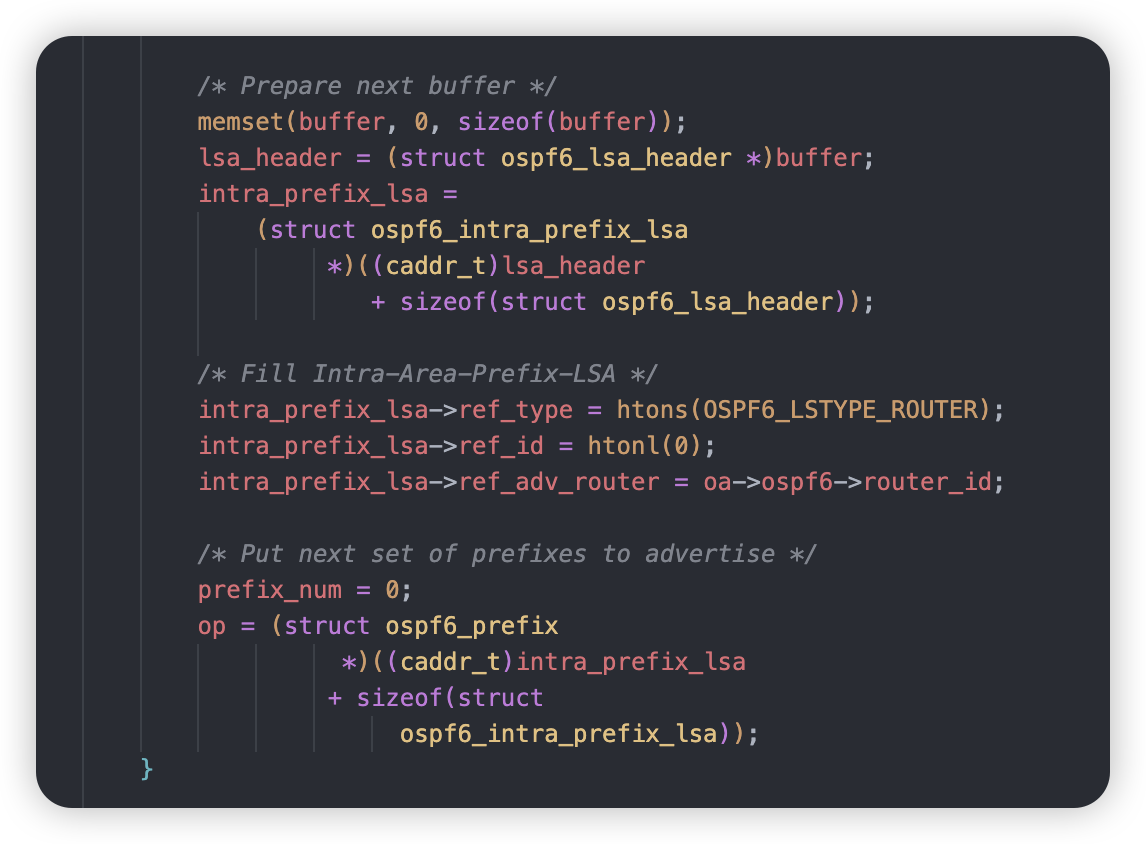 /* Prepare next buffer */
memset(buffer, 0, sizeof(buffer));
lsa_header = (struct ospf6_lsa_header *)buffer;
intra_prefix_lsa =
(struct ospf6_intra_prefix_lsa
*)((caddr_t)lsa_header
+ sizeof(struct ospf6_lsa_header));
/* Fill Intra-Area-Prefix-LSA */
intra_prefix_lsa->ref_type = htons(OSPF6_LSTYPE_ROUTER);
intra_prefix_lsa->ref_id = htonl(0);
intra_prefix_lsa->ref_adv_router = oa->ospf6->router_id;
/* Put next set of prefixes to advertise */
prefix_num = 0;
op = (struct ospf6_prefix
*)((caddr_t)intra_prefix_lsa
+ sizeof(struct
ospf6_intra_prefix_lsa));
}